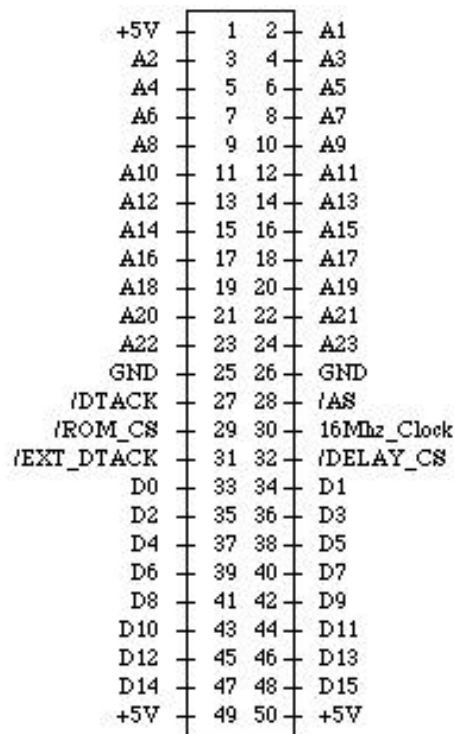 +5V 1 2 A1
A2 3 4 A3
A4 5 6 A5
A6 7 8 A7
A8 9 10 A9
A10 11 12 A11
A12 13 14 A13
A14 15 16 A15
A16 17 18 A17
A18 19 20 A19
A20 21 22 A21
A22 23 24 A23
GND 25 26 GND
/DTACK 27 28 /AS
/ROM_CS 29 30 16Mhz_Clock
/EXT_DTACK 31 32 /DELAY_CS
D0 33 34 D1
D2 35 36 D3
D4 37 38 D5
D6 39 40 D7
D8 41 42 D9
D10 43 44 D11
D12 45 46 D13
D14 47 48 D15
+5V 49 50 +5V